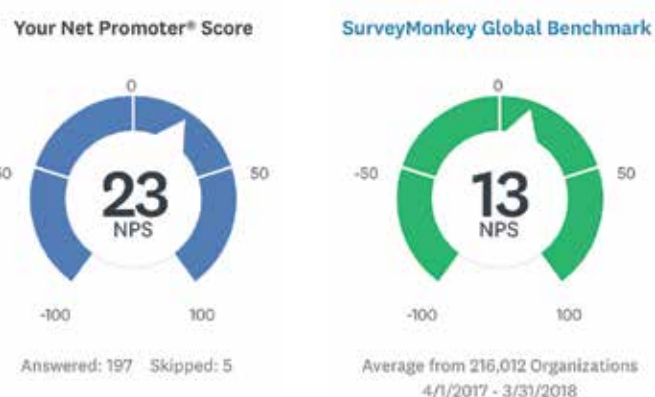 Your Net Promoter® Score
0
50
23
NPS
-100
100
Answered: 197 Skipped: 5
SurveyMonkey Global Benchmark
0
-50
50
13
NPS
-100
100
Average from 216,012 Organizations
4/1/2017 - 3/31/2018